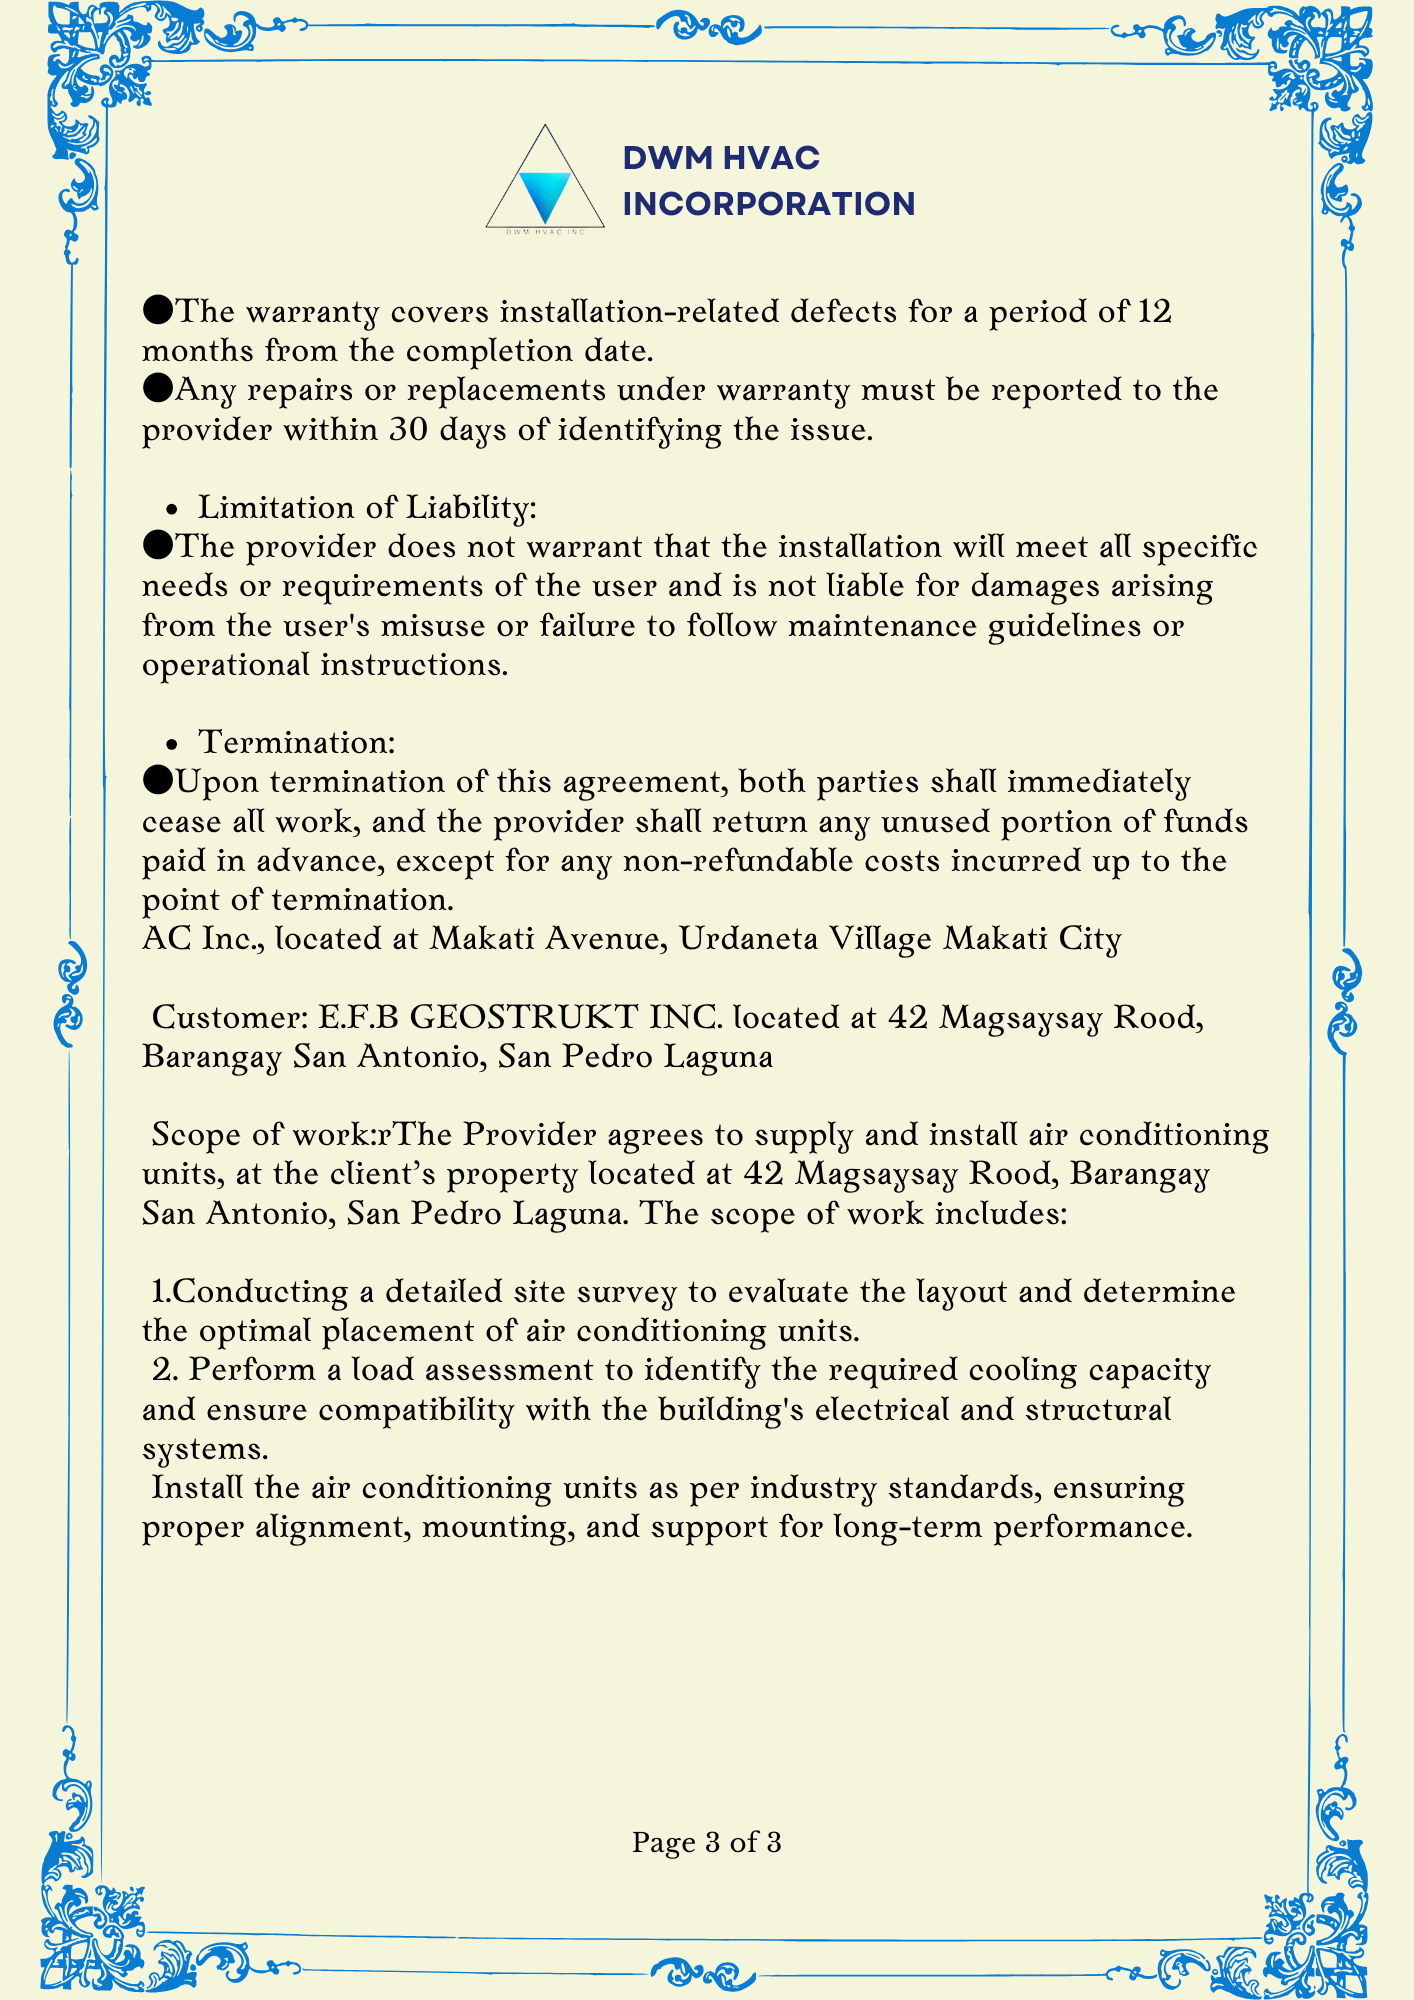 DWM HVAC
INCORPORATION
DWM HVAC INC
●The warranty covers installation-related defects for a period of 12
months from the completion date.
●Any repairs or replacements under warranty must be reported to the
provider within 30 days of identifying the issue.
• Limitation of Liability:
●The provider does not warrant that the installation will meet all specific
needs or requirements of the user and is not liable for damages arising
from the user's misuse or failure to follow maintenance guidelines or
operational instructions.
• Termination:
●Upon termination of this agreement, both parties shall immediately
cease all work, and the provider shall return any unused portion of funds
paid in advance, except for any non-refundable costs incurred up to the
point of termination.
AC Inc., located at Makati Avenue, Urdaneta Village Makati City
Customer: E.F.B GEOSTRUKT INC. located at 42 Magsaysay Rood,
Barangay San Antonio, San Pedro Laguna
Scope of work:rThe Provider agrees to supply and install air conditioning
units, at the client’s property located at 42 Magsaysay Rood, Barangay
San Antonio, San Pedro Laguna. The scope of work includes:
1.Conducting a detailed site survey to evaluate the layout and determine
the optimal placement of air conditioning units.
2. Perform a load assessment to identify the required cooling capacity
and ensure compatibility with the building's electrical and structural
systems.
Install the air conditioning units as per industry standards, ensuring
proper alignment, mounting, and support for long-term performance.
Page 3 of 3